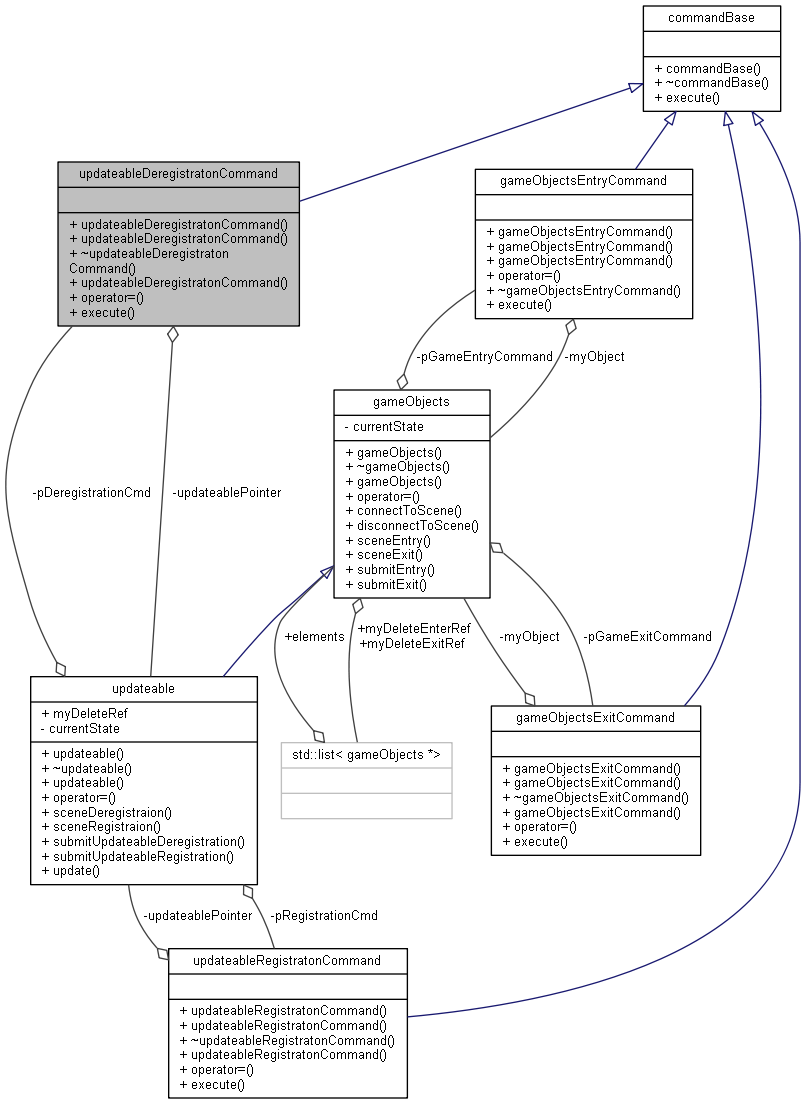 commandBase
+ commandBase()
+ ~commandBase()
+ execute()
updateableDeregistratonCommand
+ updateableDeregistratonCommand()
+ updateableDeregistratonCommand()
+ ~updateableDeregistraton
Command()
+ updateableDeregistratonCommand()
+ operator=()
+ execute()
gameObjectsEntryCommand
+ gameObjectsEntryCommand()
+ gameObjectsEntryCommand()
+ gameObjectsEntryCommand()
+ operator=()
+ ~gameObjectsEntryCommand()
+ execute()
-pGameEntryCommand
-myObject
gameObjects
- currentState
+ gameObjects()
+ ~gameObjects()
+ gameObjects()
+ operator=()
+ connectToScene()
+ disconnectToScene()
+ sceneEntry()
+ sceneExit()
+ submitEntry()
+ submitExit()
-pDeregistrationCmd
-updateablePointer
+elements
+myDeleteEnterRef
+myDeleteExitRef
-myObject
-pGameExitCommand
updateable
+ myDeleteRef
- currentState
+ updateable()
+ ~updateable()
+ updateable()
+ operator=()
+ sceneDeregistraion()
+ sceneRegistraion()
+ submitUpdateableDeregistration()
+ submitUpdateableRegistration()
+ update()
std::list< gameObjects *>
gameObjectsExitCommand
+ gameObjectsExitCommand()
+ gameObjectsExitCommand()
+ ~gameObjectsExitCommand()
+ gameObjectsExitCommand()
+ operator=()
+ execute()
-updateablePointer
-pRegistrationCmd
updateableRegistratonCommand
+ updateableRegistratonCommand()
+ updateableRegistratonCommand()
+ ~updateableRegistratonCommand()
+ updateableRegistratonCommand()
+ operator=()
+ execute()